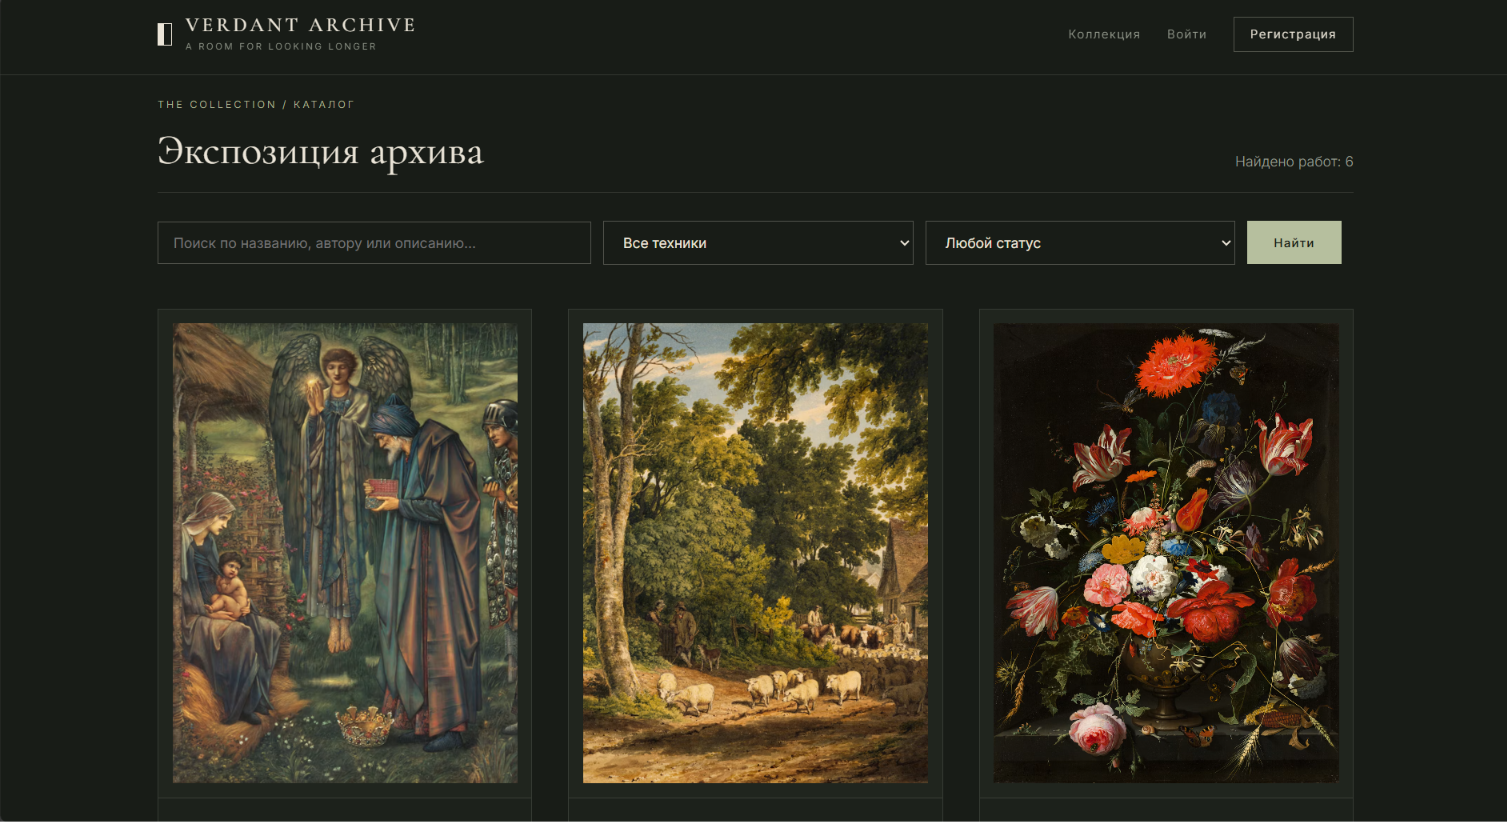 VERDANT ARCHIVE
A ROOM FOR LOOKING LONGER
Коллекция
Войти
Регистрация
THE COLLECTION / КАТАЛОГ
Экспозиция архива
Найдено работ: 6
Поиск по названию, автору или описанию...
Все техники
Любой статус
Найти